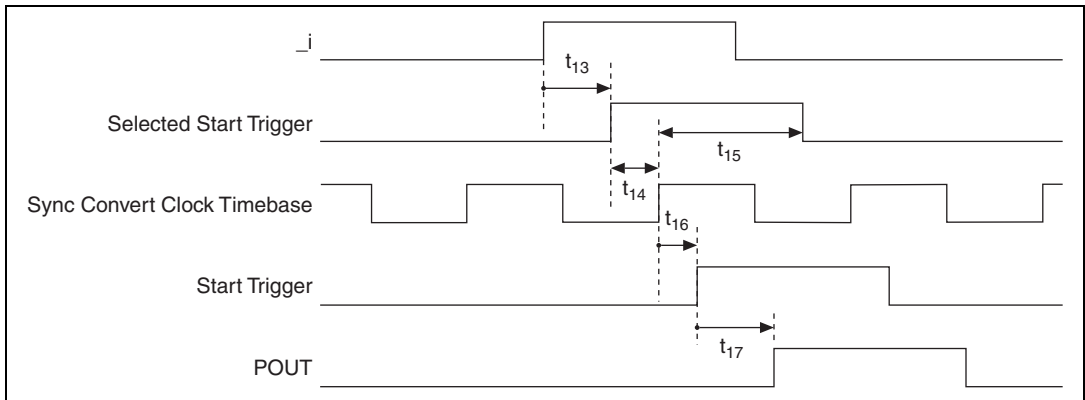 _i
t13
Selected Start Trigger
t15
t14
Sync Convert Clock Timebase
t16
Start Trigger
t17
POUT